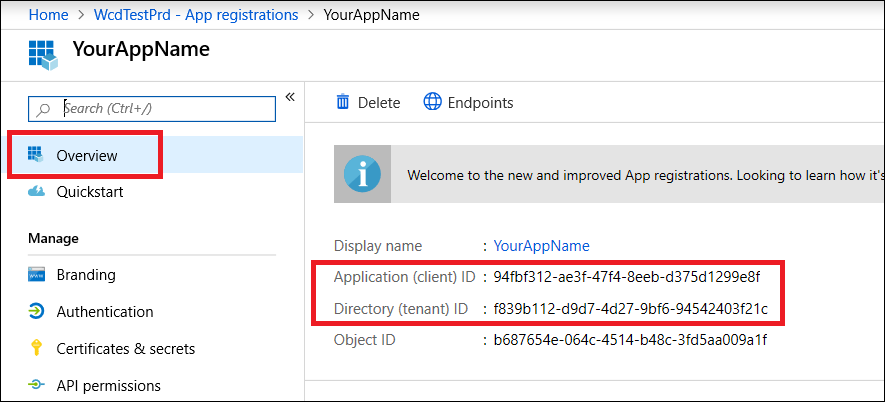 Home > WcdTestPrd - App registrations > YourAppName
YourAppName
Search (Ctrl+/)
«
Overview
Quickstart
Manage
Branding
Authentication
Certificates & secrets
API permissions
Delete Endpoints
Welcome to the new and improved App registrations. Looking to learn how it's
Display name : YourAppName
Application (client) ID : 94fbf312-ae3f-47f4-8eeb-d375d1299e8f
Directory (tenant) ID : f839b112-d9d7-4d27-9bf6-94542403f21c
Object ID : b687654e-064c-4514-b48c-3fd5aa009a1f